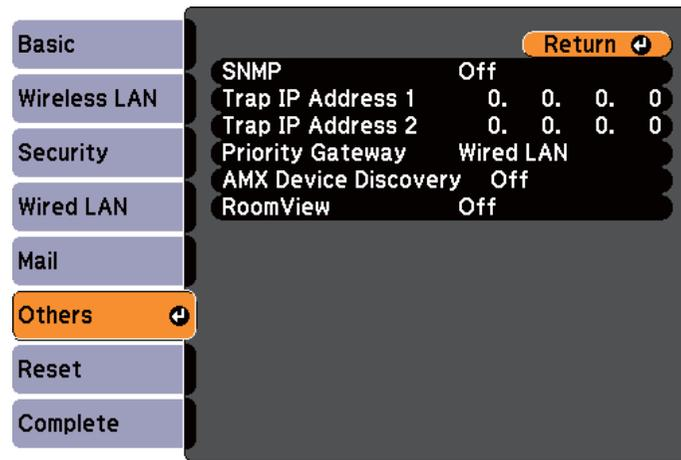 Basic
Wireless LAN
Security
Wired LAN
Mail
Others
Reset
Complete
Return
SNMP Off
Trap IP Address 1 0. 0. 0. 0
Trap IP Address 2 0. 0. 0. 0
Priority Gateway Wired LAN
AMX Device Discovery Off
RoomView Off